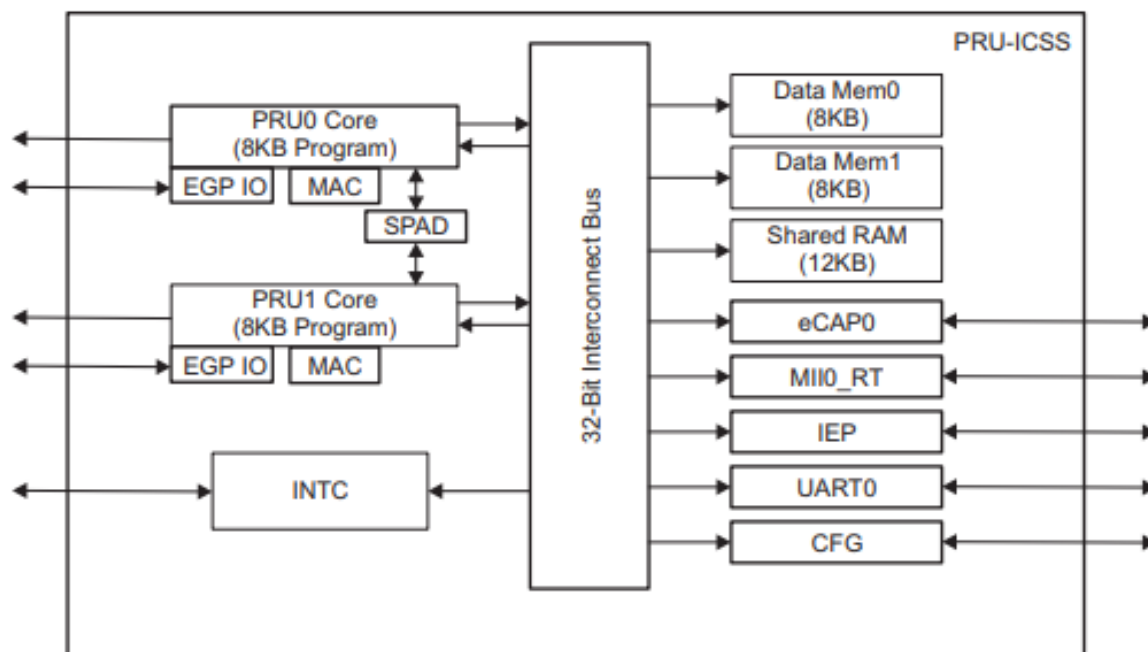 PRU-ICSS
PRU0 Core
(8KB Program)
EGP IO
MAC
SPAD
PRU1 Core
(8KB Program)
EGP IO
MAC
INTC
32-Bit Interconnect Bus
Data Mem0
(8KB)
Data Mem1
(8KB)
Shared RAM
(12KB)
eCAP0
MII0_RT
IEP
UART0
CFG